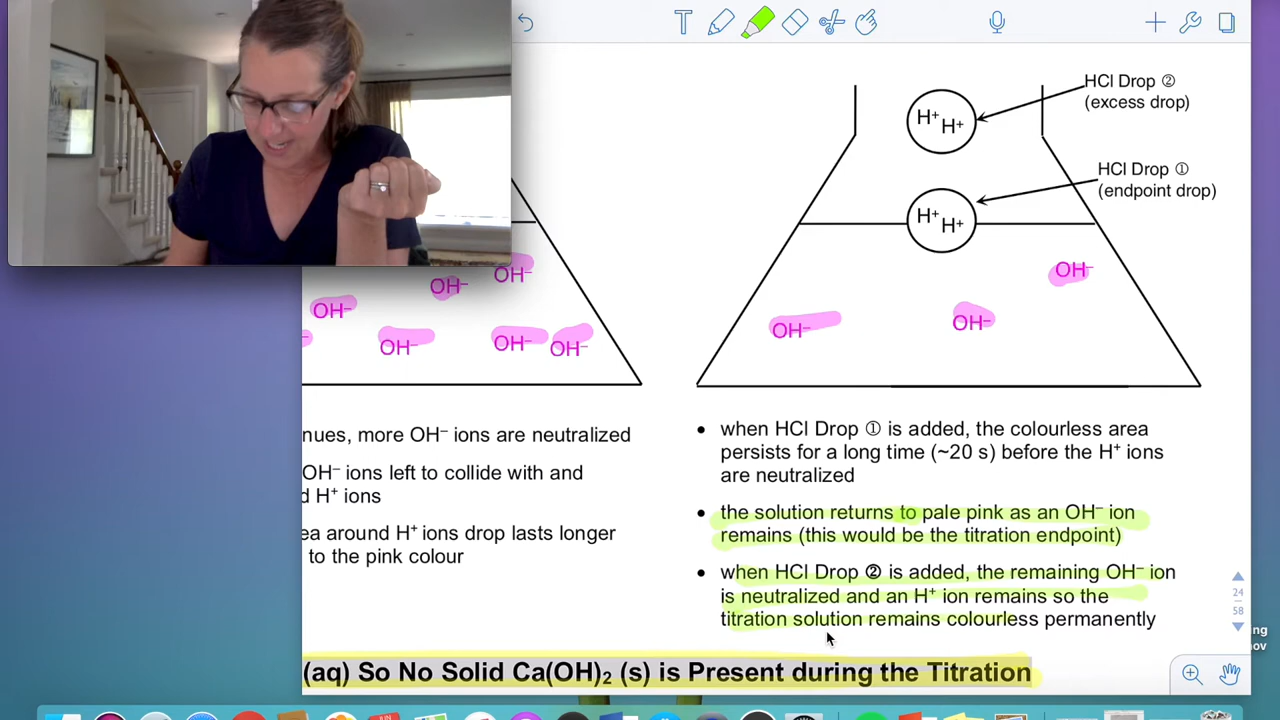 T
HCl Drop ②
(excess drop)
H⁺ H⁺
HCl Drop ①
(endpoint drop)
H⁺ H⁺
OH⁻
OH⁻
OH⁻
OH⁻
OH⁻
OH⁻
OH⁻
OH⁻
OH⁻
nues, more OH⁻ ions are neutralized
OH⁻ ions left to collide with and
d H⁺ ions
ea around H⁺ ions drop lasts longer
to the pink colour
• when HCl Drop ① is added, the colourless area
persists for a long time (~20 s) before the H⁺ ions
are neutralized
• the solution returns to pale pink as an OH⁻ ion
remains (this would be the titration endpoint)
• when HCl Drop ② is added, the remaining OH⁻ ion
is neutralized and an H⁺ ion remains so the
titration solution remains colourless permanently
24
58
(aq) So No Solid Ca(OH)₂ (s) is Present during the Titration
ing
nov